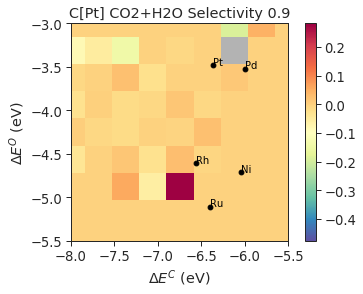 C[Pt] CO2+H2O Selectivity 0.9
−3.0
−3.5
−4.0
−4.5
−5.0
−5.5
ΔE^O (eV)
Pt
Pd
Rh
Ni
Ru
−8.0 −7.5 −7.0 −6.5 −6.0 −5.5
ΔE^C (eV)
0.2
0.1
0.0
−0.1
−0.2
−0.3
−0.4